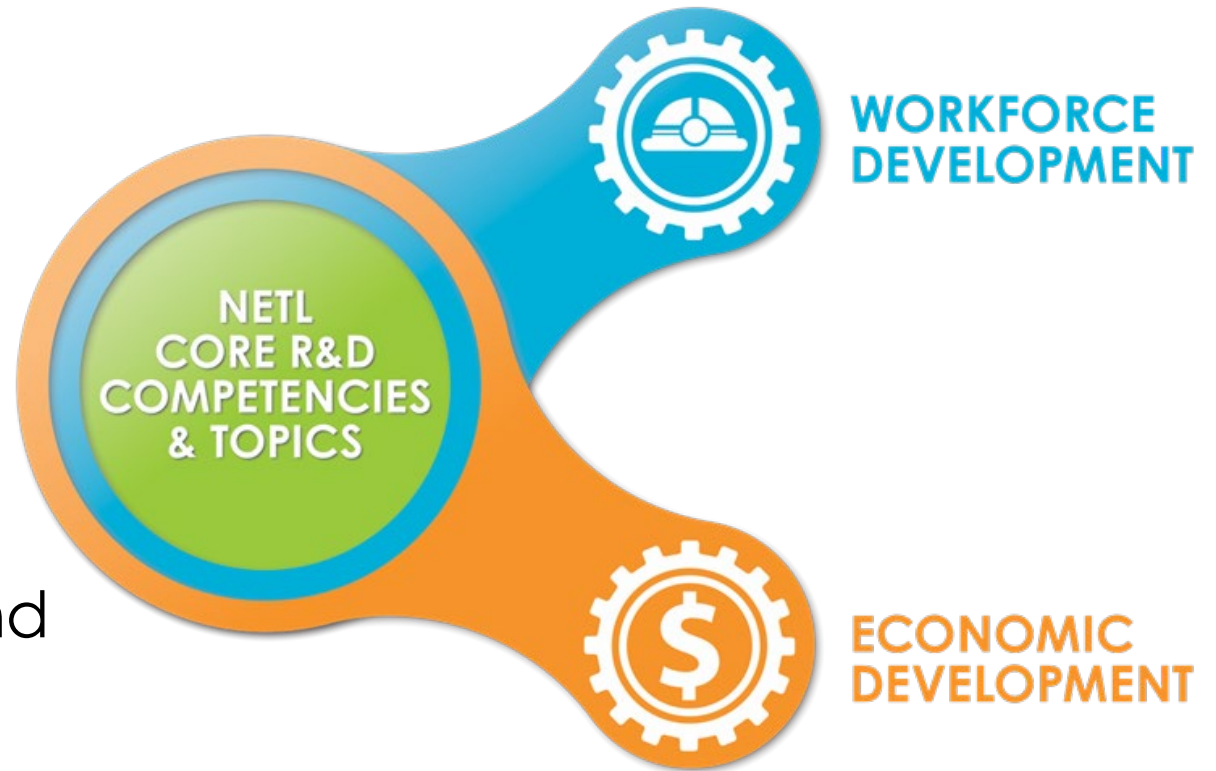 WORKFORCE
DEVELOPMENT
NETL
CORE R&D
COMPETENCIES
& TOPICS
$
ECONOMIC
DEVELOPMENT